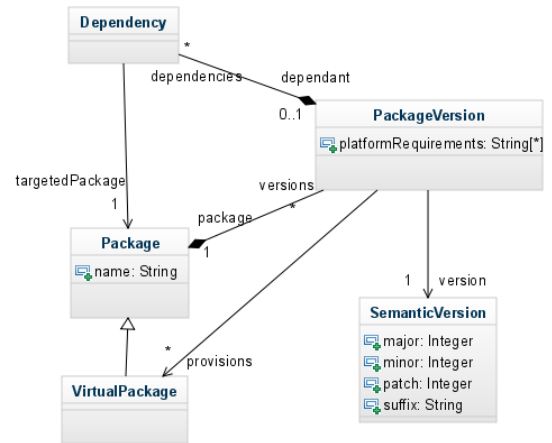 Dependency
*
dependencies
dependant
0..1
PackageVersion
platformRequirements: String[*]
targetedPackage
1
versions
*
package
1
Package
name: String
1
version
SemanticVersion
major: Integer
minor: Integer
patch: Integer
suffix: String
*
provisions
VirtualPackage